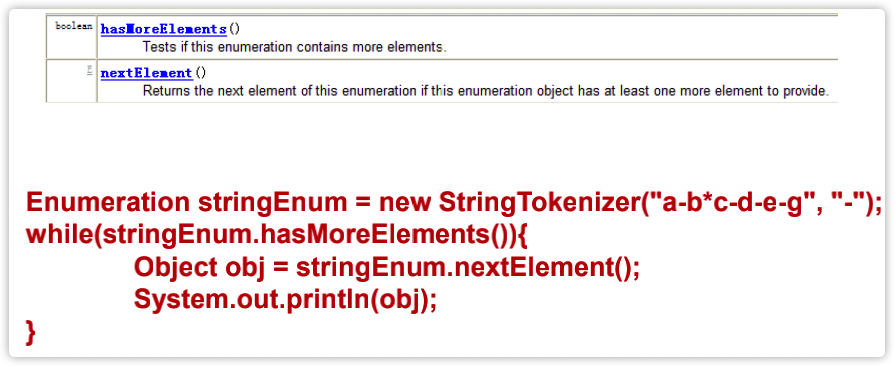 boolean hasMoreElements()
Tests if this enumeration contains more elements.
nextElement()
Returns the next element of this enumeration if this enumeration object has at least one more element to provide.
Enumeration stringEnum = new StringTokenizer("a-b*c-d-e-g", "-");
while(stringEnum.hasMoreElements()){
Object obj = stringEnum.nextElement();
System.out.println(obj);
}